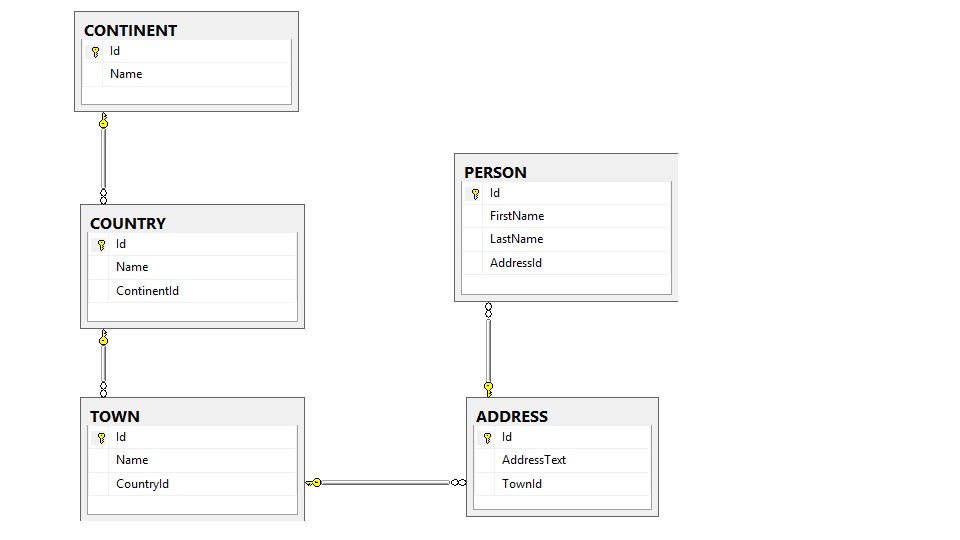 CONTINENT
Id
Name
COUNTRY
Id
Name
ContinentId
TOWN
Id
Name
CountryId
PERSON
Id
FirstName
LastName
AddressId
ADDRESS
Id
AddressText
TownId